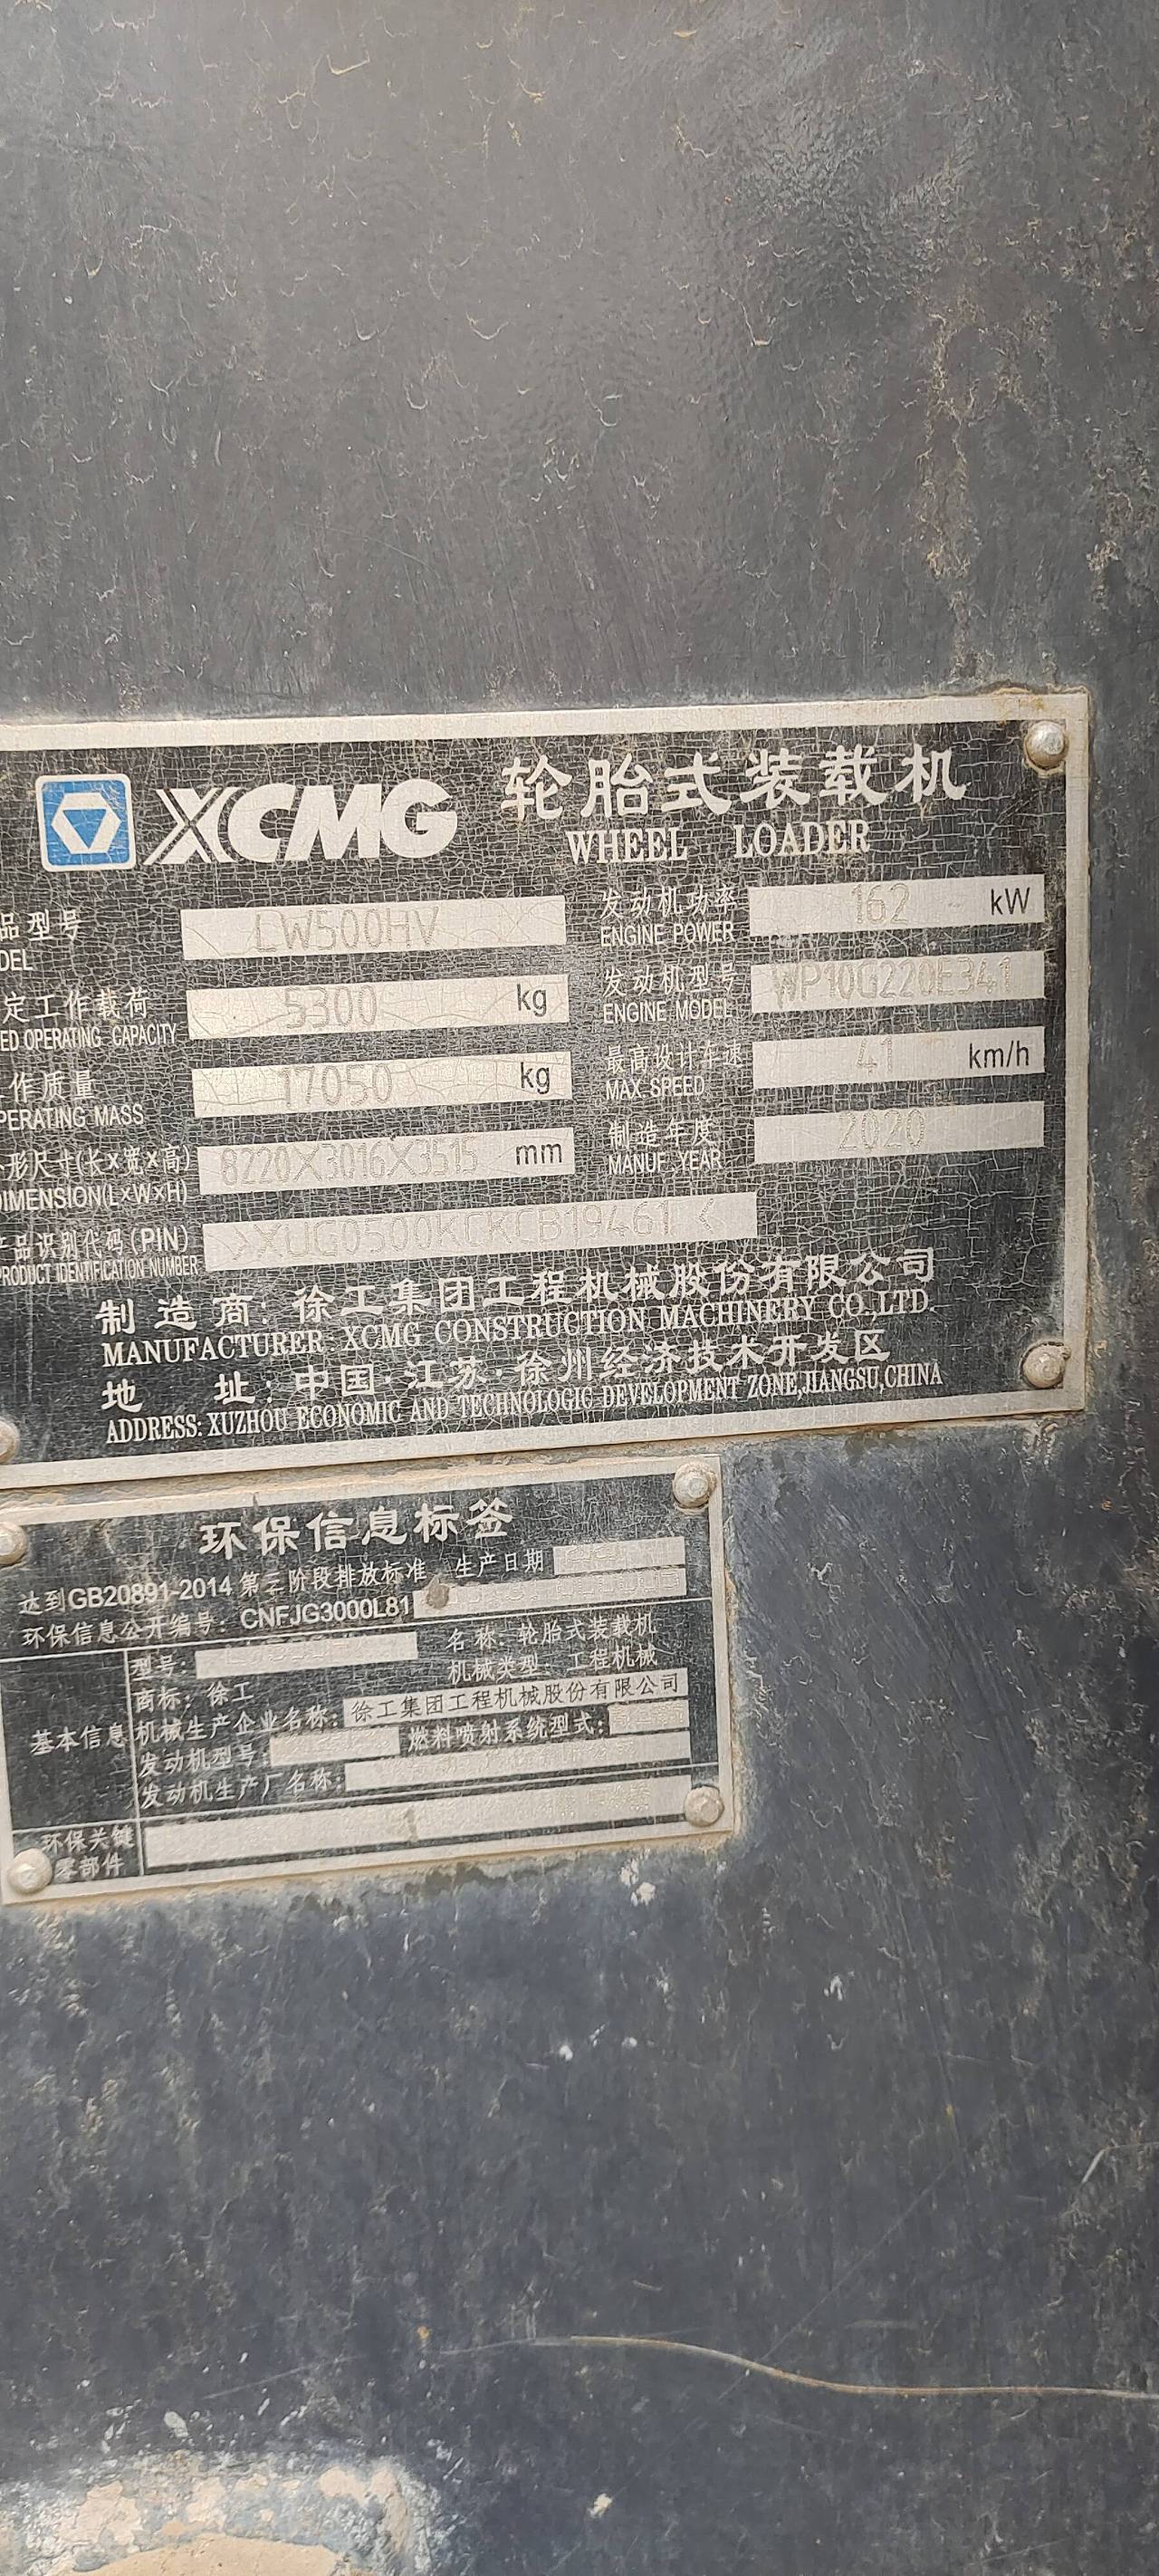 XCMG 轮胎式装载机
WHEEL LOADER
品型号 LW500HV 发动机功率 162 kW
DEL ENGINE POWER
定工作载荷 5300 kg 发动机型号 WP10G220E341
ED OPERATING CAPACITY ENGINE MODEL
作质量 17050 kg 最高设计车速 41 km/h
PERATING MASS MAX. SPEED
形尺寸(长×宽×高) 8220X3016X3515 mm 制造年度 2020
DIMENSION(L×W×H) MANUF. YEAR
产品识别代码(PIN) >XUG0500KCKCB19461<
PRODUCT IDENTIFICATION NUMBER
制造商: 徐工集团工程机械股份有限公司
MANUFACTURER XCMG CONSTRUCTION MACHINERY CO.,LTD.
地 址: 中国·江苏·徐州经济技术开发区
ADDRESS: XUZHOU ECONOMIC AND TECHNOLOGIC DEVELOPMENT ZONE,JIANGSU,CHINA
环保信息标签
达到GB20891-2014 第三阶段排放标准 生产日期
环保信息公开编号: CNFJG3000L81
型号: 名称: 轮胎式装载机
商标: 徐工 机械类型: 工程机械
基本信息 机械生产企业名称: 徐工集团工程机械股份有限公司
发动机型号: 燃料喷射系统型式:
发动机生产厂名称:
环保关键
零部件